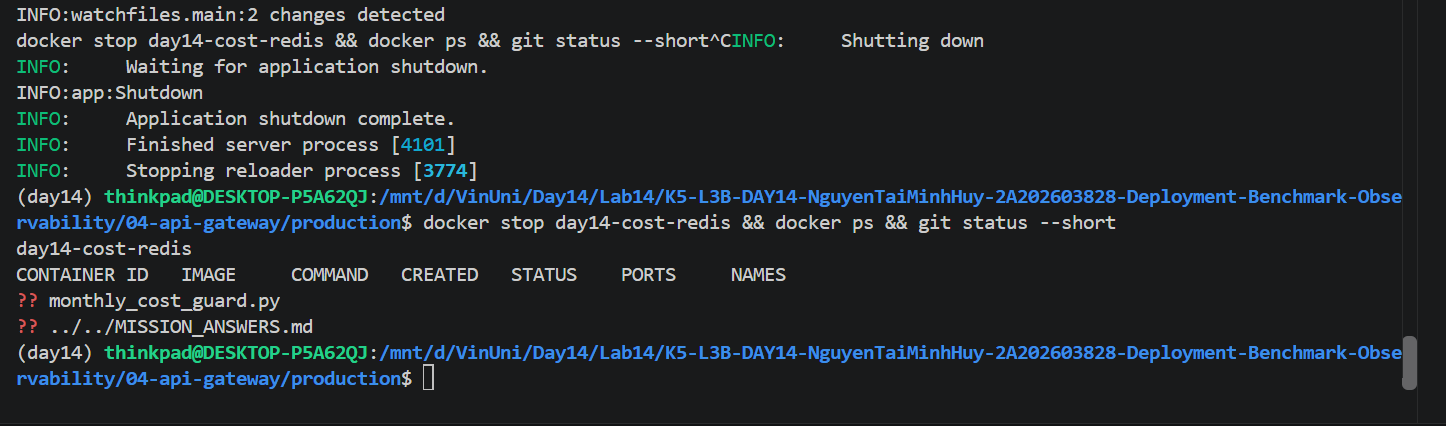 INFO:watchfiles.main:2 changes detected
docker stop day14-cost-redis && docker ps && git status --short^CINFO:     Shutting down
INFO:     Waiting for application shutdown.
INFO:app:Shutdown
INFO:     Application shutdown complete.
INFO:     Finished server process [4101]
INFO:     Stopping reloader process [3774]
(day14) thinkpad@DESKTOP-P5A62QJ:/mnt/d/VinUni/Day14/Lab14/K5-L3B-DAY14-NguyenTaiMinhHuy-2A202603828-Deployment-Benchmark-Obse
rvability/04-api-gateway/production$ docker stop day14-cost-redis && docker ps && git status --short
day14-cost-redis
CONTAINER ID   IMAGE     COMMAND   CREATED   STATUS    PORTS     NAMES
?? monthly_cost_guard.py
?? ../../MISSION_ANSWERS.md
(day14) thinkpad@DESKTOP-P5A62QJ:/mnt/d/VinUni/Day14/Lab14/K5-L3B-DAY14-NguyenTaiMinhHuy-2A202603828-Deployment-Benchmark-Obse
rvability/04-api-gateway/production$